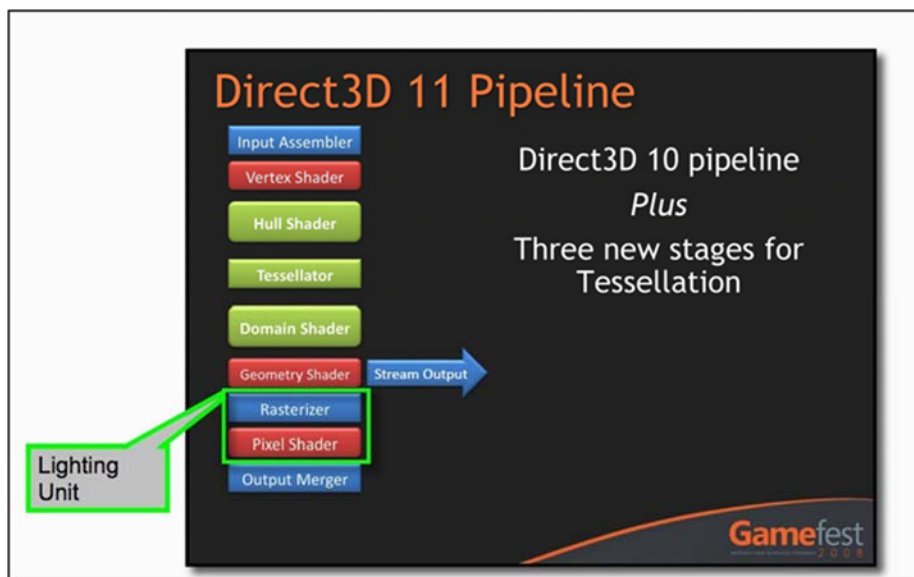 Direct3D 11 Pipeline
Input Assembler
Vertex Shader
Hull Shader
Tessellator
Domain Shader
Geometry Shader
Stream Output
Rasterizer
Pixel Shader
Output Merger
Direct3D 10 pipeline
Plus
Three new stages for
Tessellation
Lighting
Unit
Gamefest
2008